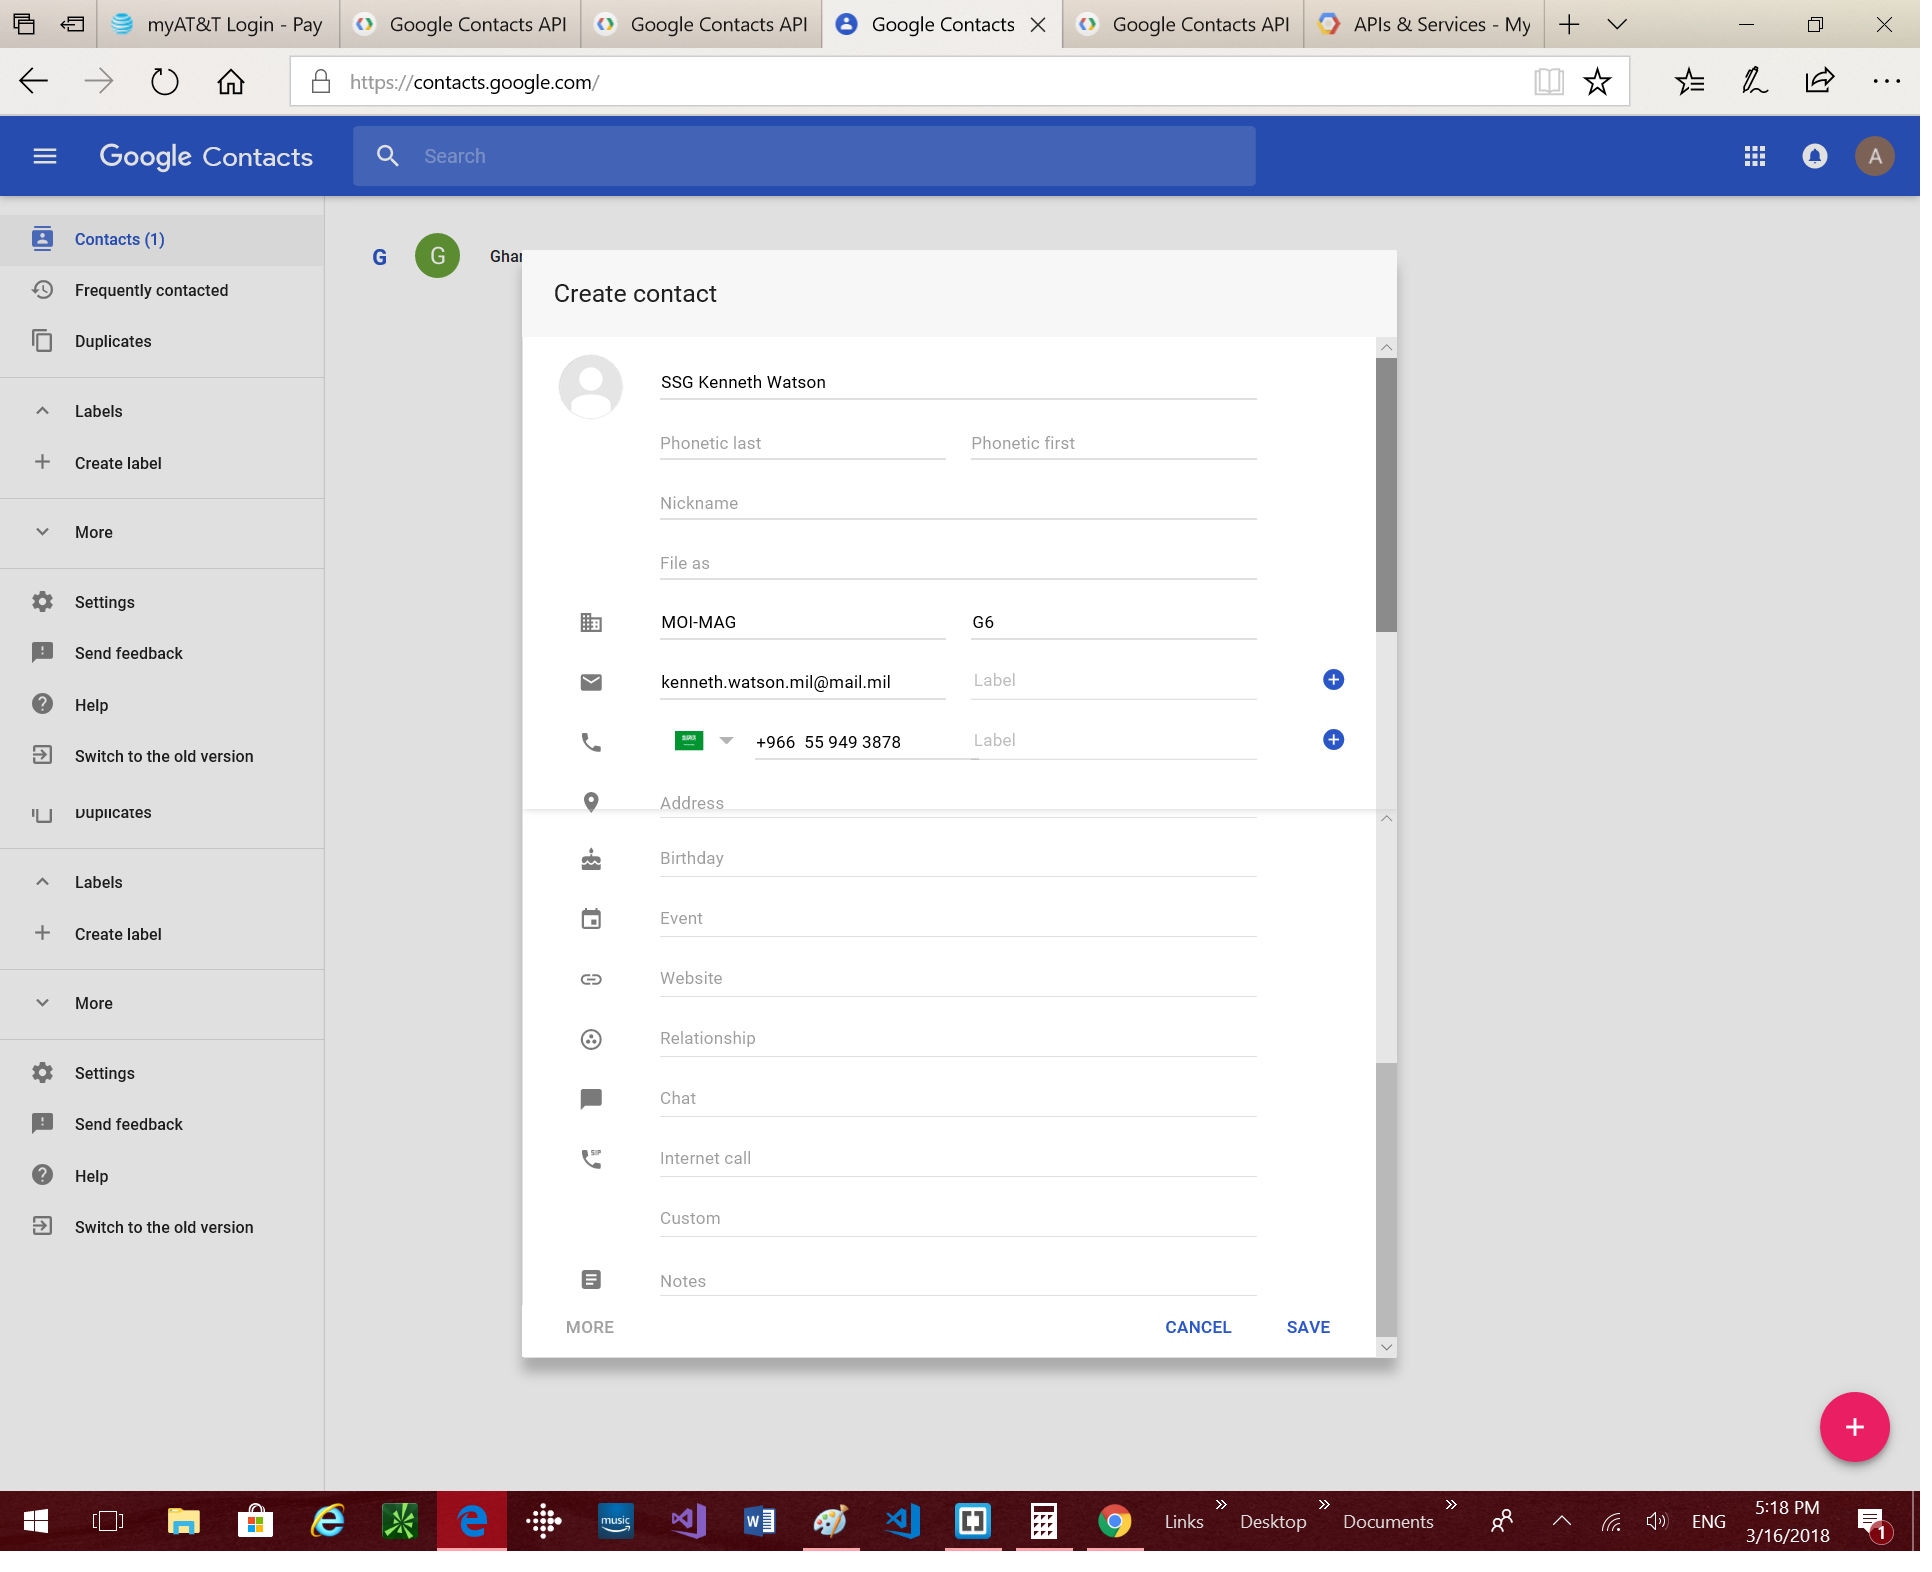 myAT&T Login - Pay
Google Contacts API
Google Contacts API
Google Contacts
Google Contacts API
APIs & Services - My
https://contacts.google.com/
Google Contacts
Search
A
Contacts (1)
Frequently contacted
Duplicates
Labels
Create label
More
Settings
Send feedback
Help
Switch to the old version
Duplicates
Labels
Create label
More
Settings
Send feedback
Help
Switch to the old version
G
G
Create contact
SSG Kenneth Watson
Phonetic last
Phonetic first
Nickname
File as
MOI-MAG
G6
kenneth.watson.mil@mail.mil
Label
+966 55 949 3878
Label
Address
Birthday
Event
Website
Relationship
Chat
SIP
Internet call
Custom
Notes
MORE
CANCEL
SAVE
music
Links
Desktop
Documents
ENG
5:18 PM
3/16/2018
1